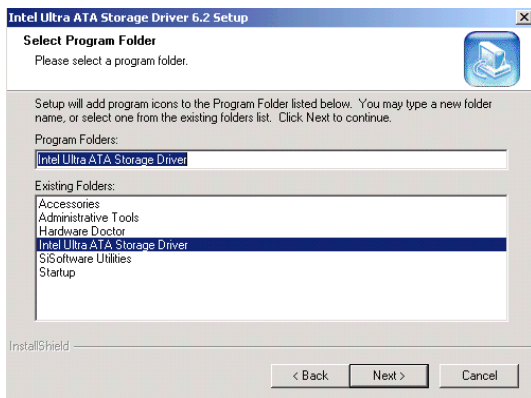 Intel Ultra ATA Storage Driver 6.2 Setup
Select Program Folder
Please select a program folder.
Setup will add program icons to the Program Folder listed below. You may type a new folder
name, or select one from the existing folders list. Click Next to continue.
Program Folders:
Intel Ultra ATA Storage Driver
Existing Folders:
Accessories
Administrative Tools
Hardware Doctor
Intel Ultra ATA Storage Driver
SiSoftware Utilities
Startup
InstallShield
< Back
Next >
Cancel